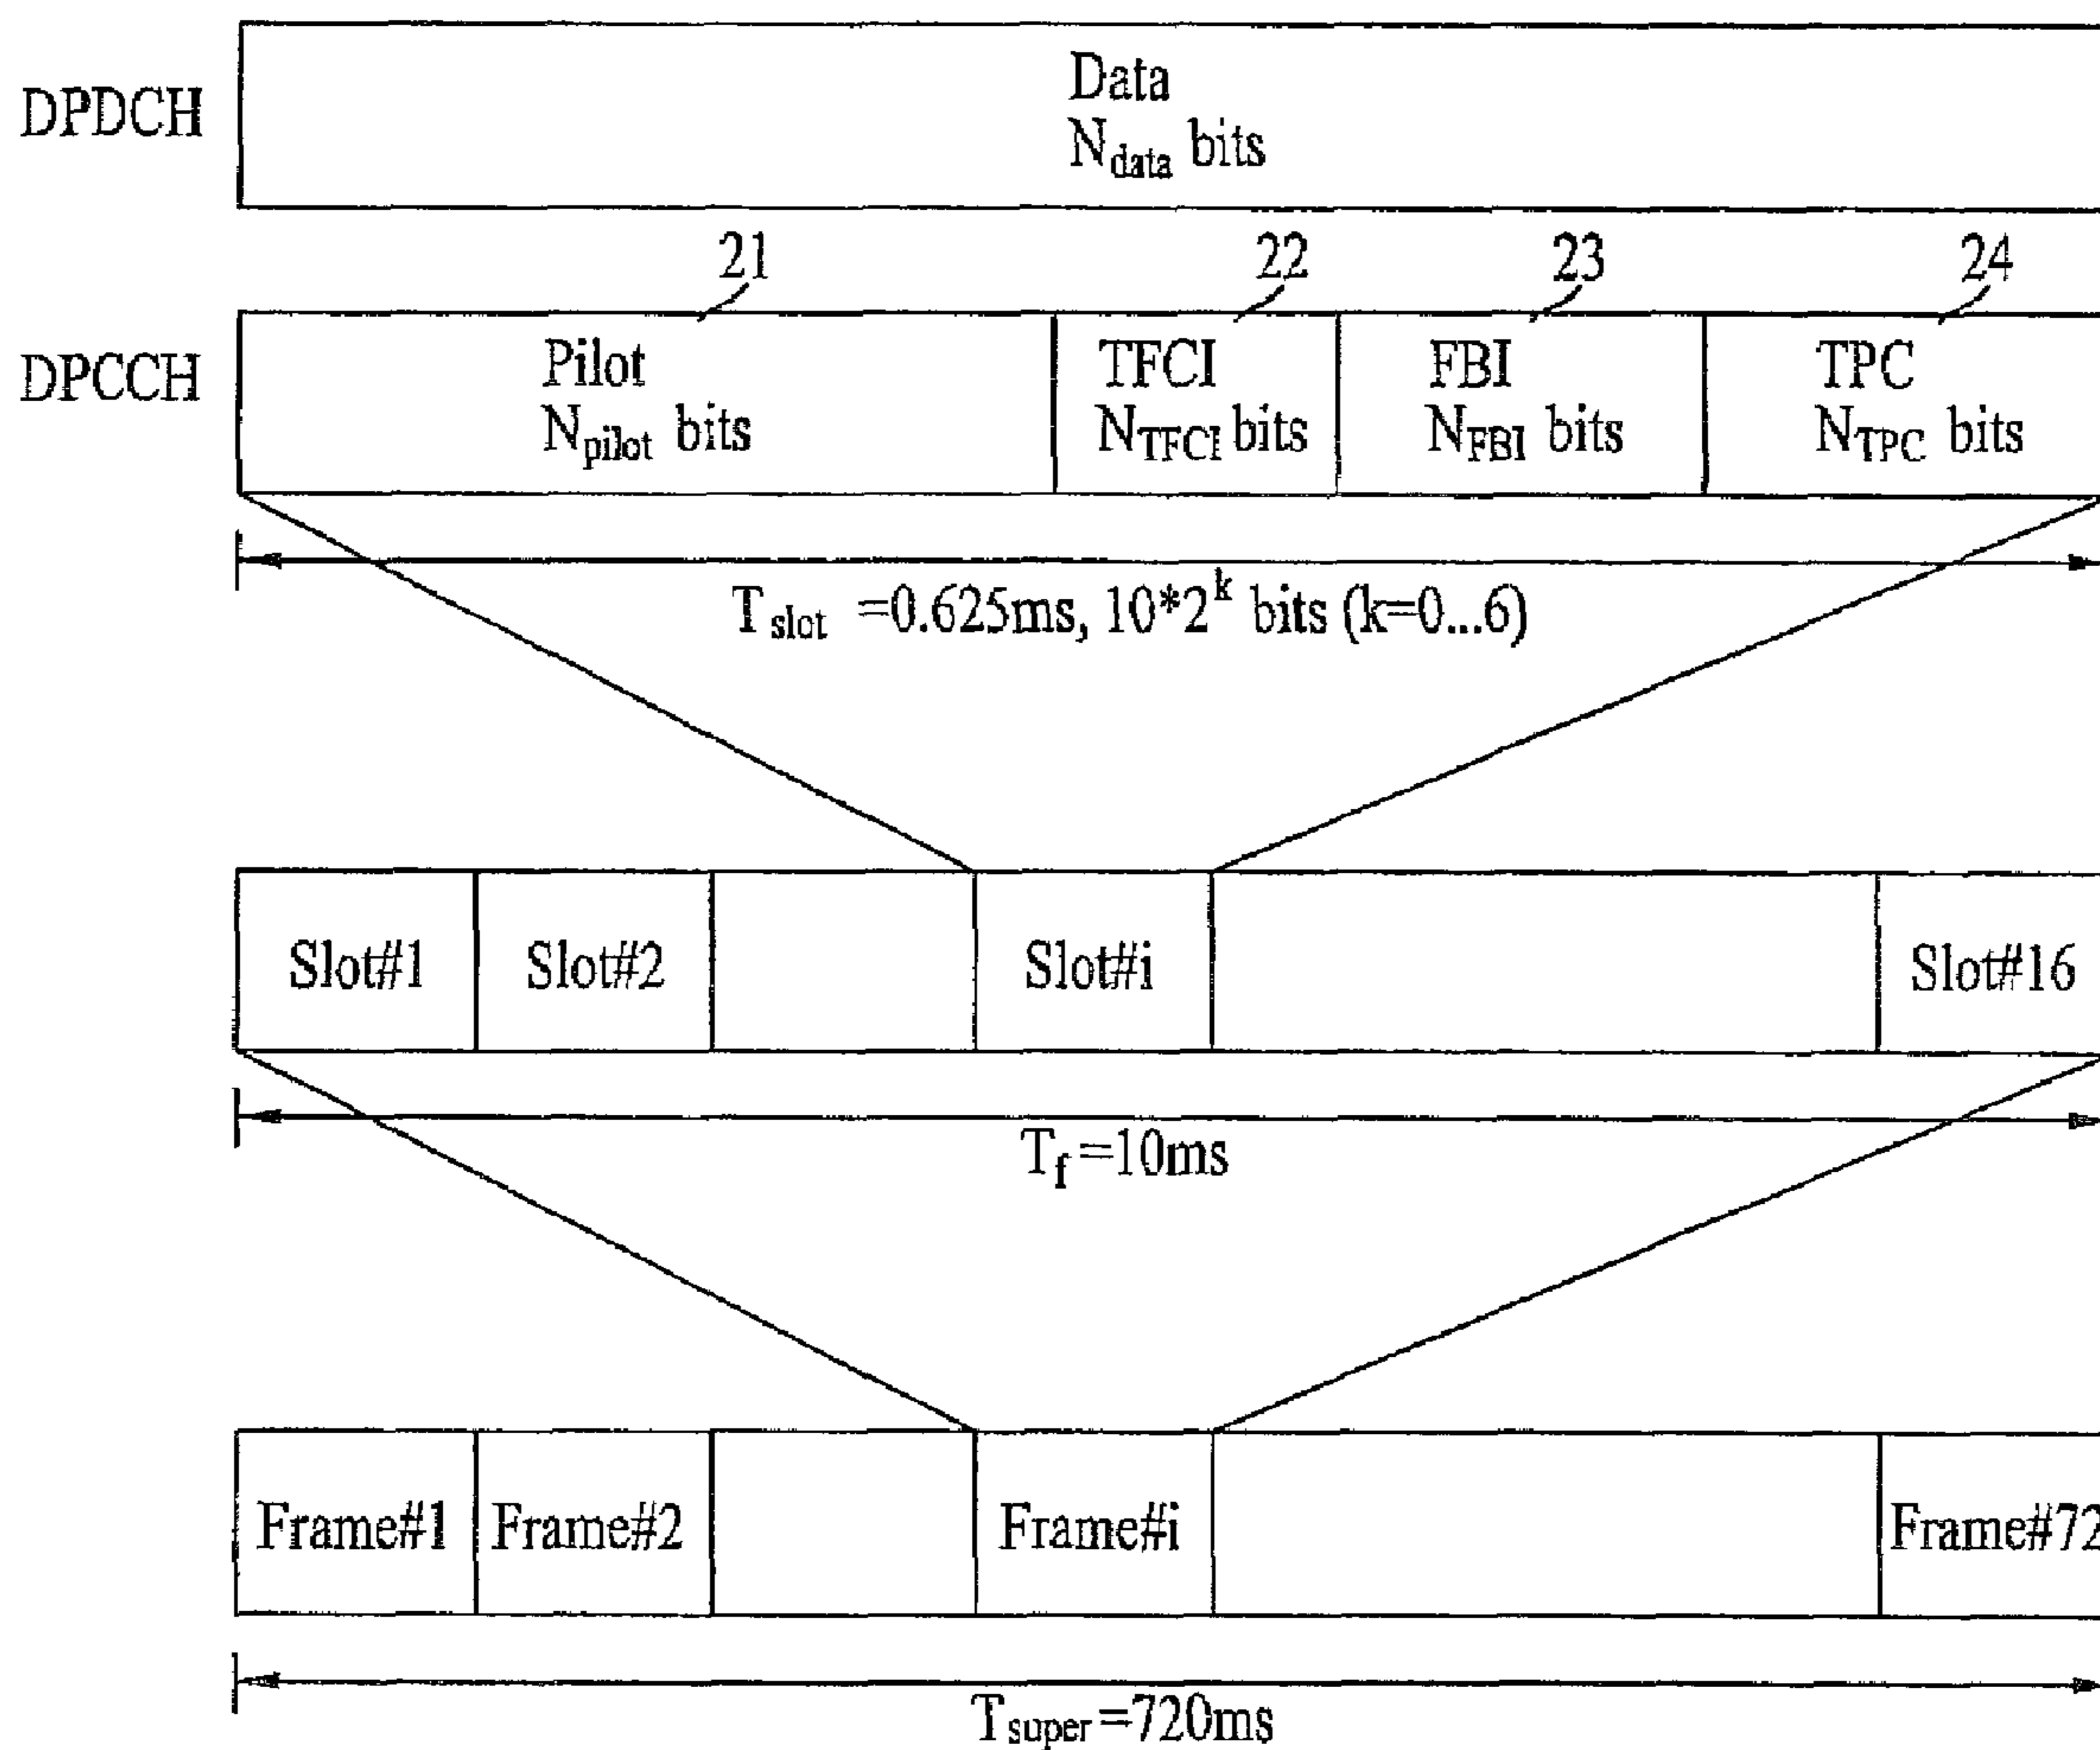 DPDCH
Data
N_data bits
21
22
23
24
DPCCH
Pilot
N_pilot bits
TFCI
N_TFCI bits
FBI
N_FBI bits
TPC
N_TPC bits
T_slot =0.625ms, 10*2^k bits (k=0...6)
Slot#1
Slot#2
Slot#i
Slot#16
T_f=10ms
Frame#1
Frame#2
Frame#i
Frame#72
T_super=720ms